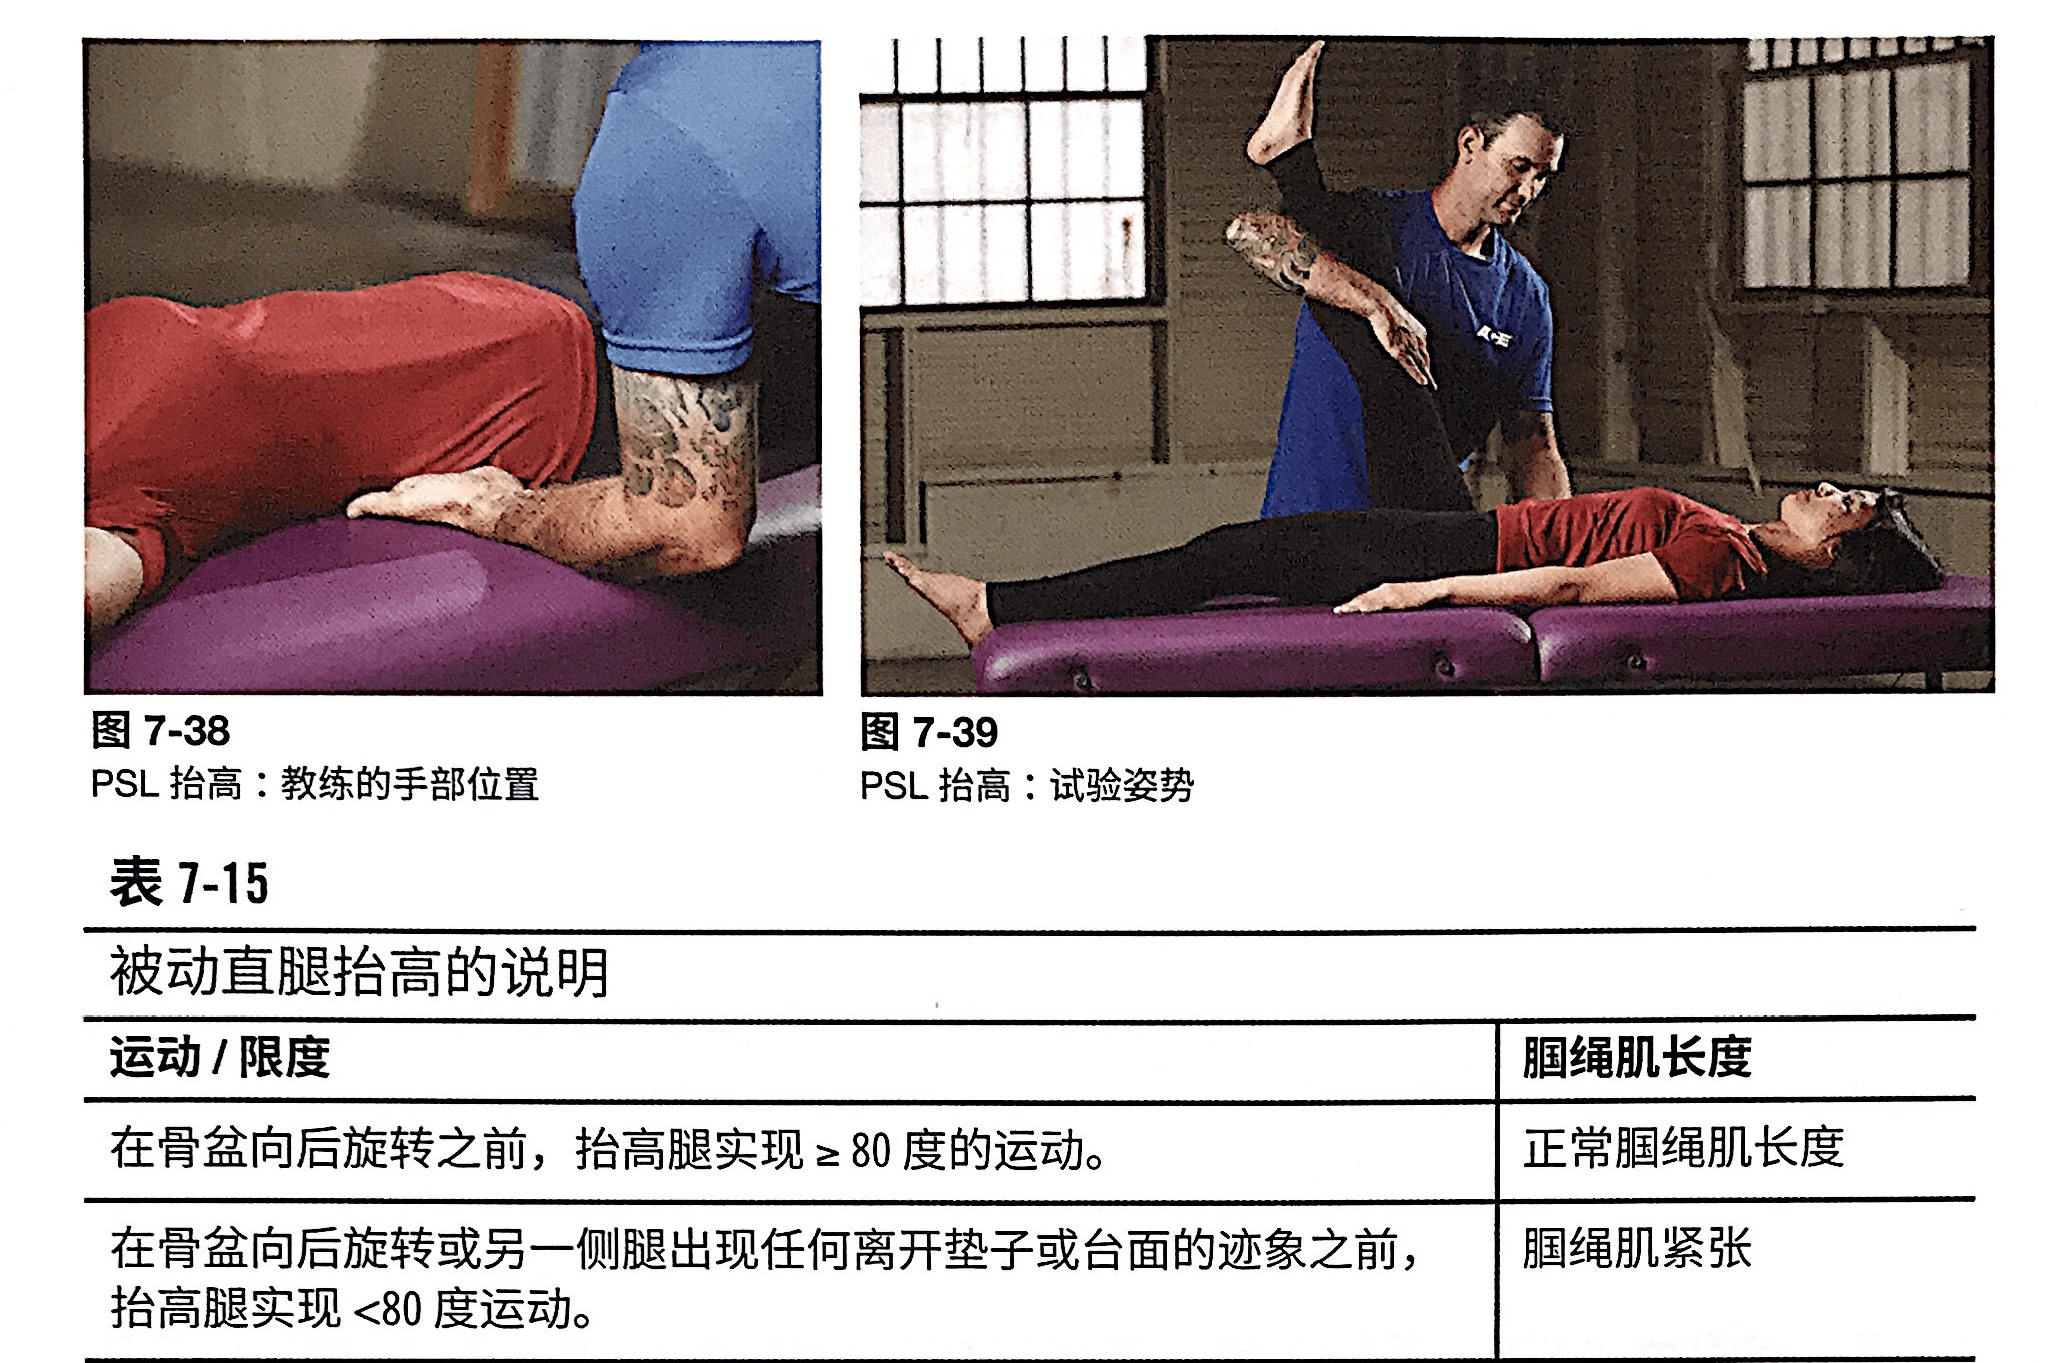 ACE
图 7-38
PSL 抬高：教练的手部位置
图 7-39
PSL 抬高：试验姿势
表 7-15
被动直腿抬高的说明
运动 / 限度
腘绳肌长度
在骨盆向后旋转之前，抬高腿实现 ≥ 80 度的运动。
正常腘绳肌长度
在骨盆向后旋转或另一侧腿出现任何离开垫子或台面的迹象之前，
抬高腿实现 <80 度运动。
腘绳肌紧张